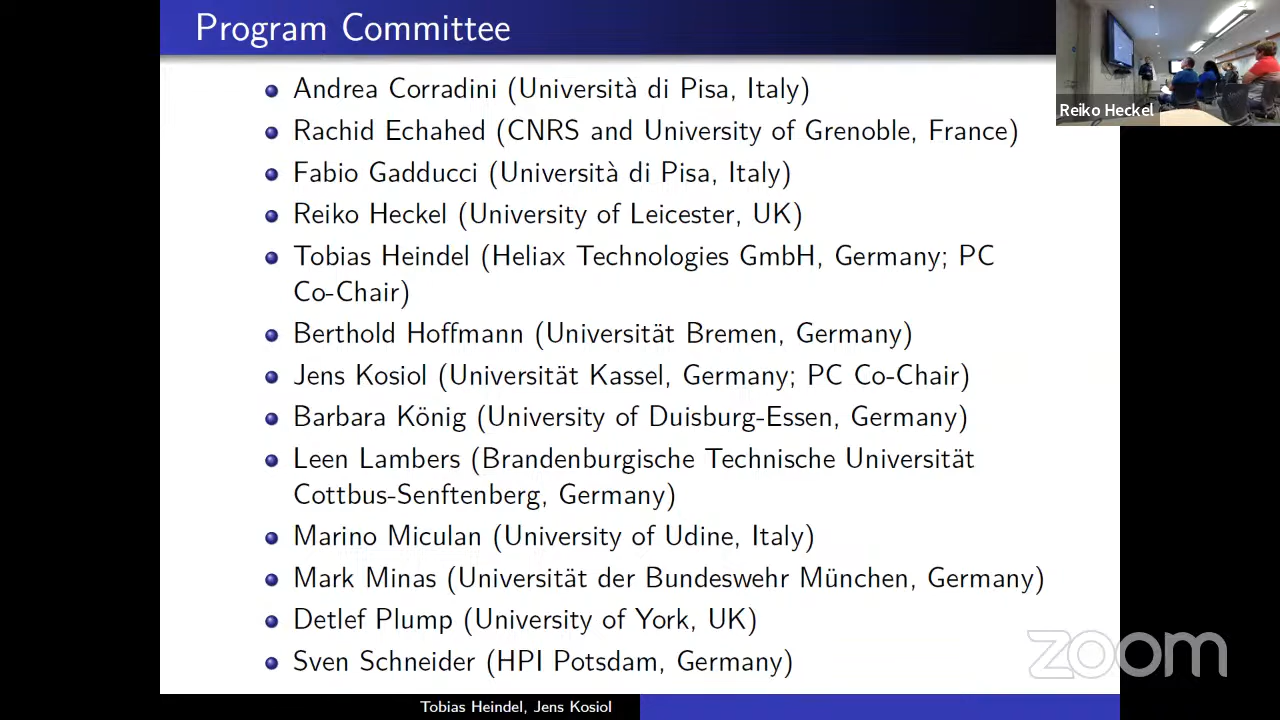 Program Committee
Reiko Heckel
Andrea Corradini (Università di Pisa, Italy)
Rachid Echahed (CNRS and University of Grenoble, France)
Fabio Gadducci (Università di Pisa, Italy)
Reiko Heckel (University of Leicester, UK)
Tobias Heindel (Heliax Technologies GmbH, Germany; PC
Co-Chair)
Berthold Hoffmann (Universität Bremen, Germany)
Jens Kosiol (Universität Kassel, Germany; PC Co-Chair)
Barbara König (University of Duisburg-Essen, Germany)
Leen Lambers (Brandenburgische Technische Universität
Cottbus-Senftenberg, Germany)
Marino Miculan (University of Udine, Italy)
Mark Minas (Universität der Bundeswehr München, Germany)
Detlef Plump (University of York, UK)
Sven Schneider (HPI Potsdam, Germany)
zoom
Tobias Heindel, Jens Kosiol